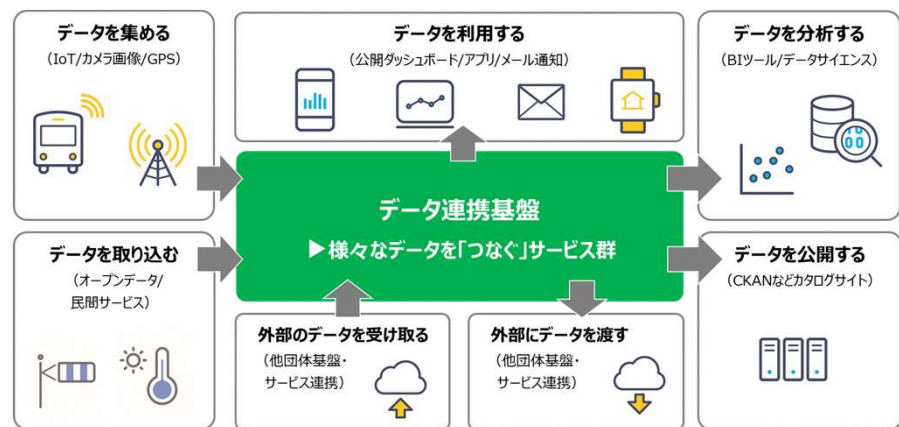 データを集める
（IoT/カメラ画像/GPS）
データを利用する
（公開ダッシュボード/アプリ/メール通知）
データを分析する
（BIツール/データサイエンス）
10
00
データ連携基盤
▶様々なデータを「つなぐ」サービス群
データを取り込む
（オープンデータ/
民間サービス）
データを公開する
（CKANなどカタログサイト）
外部のデータを受け取る
（他団体基盤・
サービス連携）
外部にデータを渡す
（他団体基盤・
サービス連携）